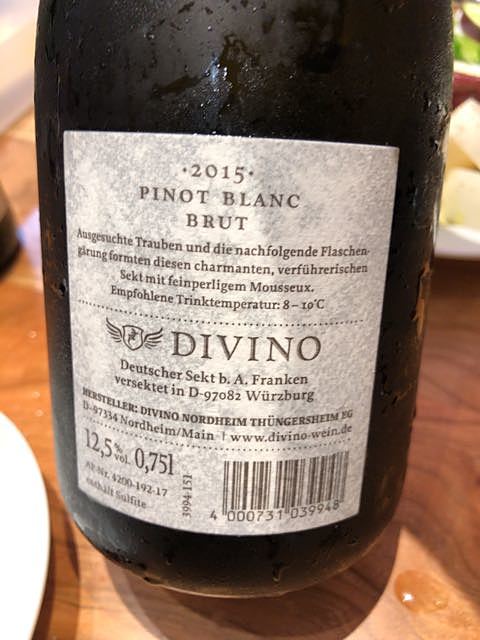 ·2015·
PINOT BLANC
BRUT
Ausgesuchte Trauben und die nachfolgende Flaschen-
gärung formten diesen charmanten, verführerischen
Sekt mit feinperligem Mousseux.
Empfohlene Trinktemperatur: 8 – 10°C
DIVINO
Deutscher Sekt b. A. Franken
versektet in D-97082 Würzburg
HERSTELLER: DIVINO NORDHEIM THÜNGERSHEIM EG
D-97334 Nordheim/Main | www.divino-wein.de
12,5 % vol. 0,75l
AP-Nr. 4200-192-17
enthält Sulfite
3994-151
4 000731 039948